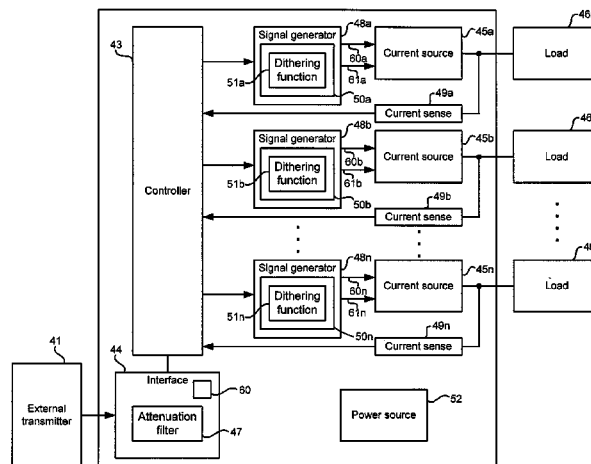 43
Controller
Signal generator
48a
Dithering function
51a
50a
60a
61a
45a
Current source
49a
Current sense
46
Load
Signal generator
48b
Dithering function
51b
50b
60b
61b
45b
Current source
49b
Current sense
46
Load
Signal generator
48n
Dithering function
51n
50n
60n
61n
45n
Current source
49n
Current sense
Load
41
External transmitter
44
Interface
60
Attenuation filter
47
52
Power source